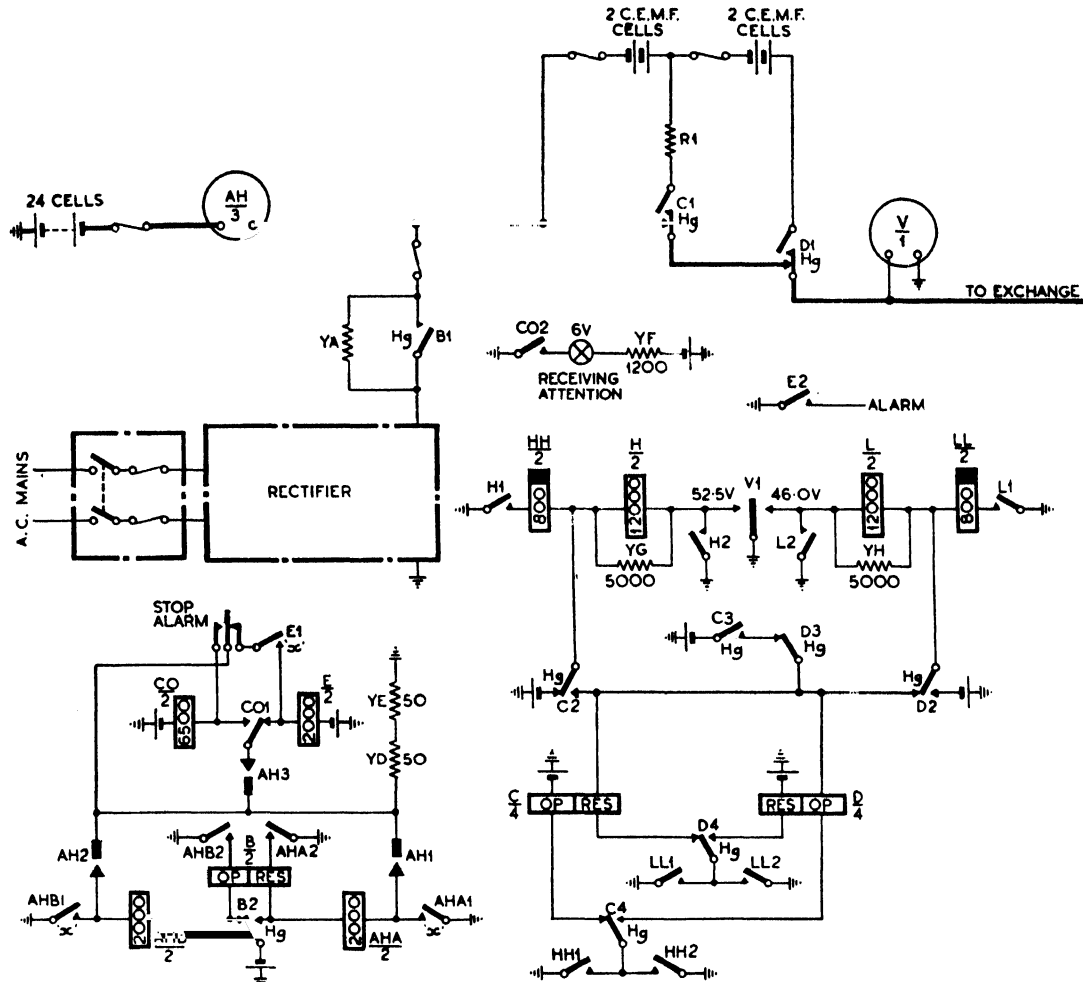 2 C.E.M.F. CELLS
2 C.E.M.F. CELLS
R1
C1
Hg
D1
Hg
V
1
TO EXCHANGE
24 CELLS
AH
3
YA
Hg
B1
CO2
6V
YF
1200
RECEIVING
ATTENTION
E2
ALARM
A.C. MAINS
RECTIFIER
HH
2
H
2
L
2
LL
2
H1
800
12000
52.5V
V1
46.0V
12000
800
L1
H2
L2
YG
5000
YH
5000
STOP
ALARM
E1
'x'
C3
Hg
D3
Hg
CO
2
6500
CO1
E
2
2000
YE
50
YD
50
Hg
C2
Hg
D2
AH3
C
4
OP
RES
RES
OP
D
4
AHB2
B
2
AHA2
AH2
AH1
OP
RES
D4
Hg
LL1
LL2
AHB1
'x'
2000
2
B2
Hg
2000
AHA
2
AHA1
'x'
C4
Hg
HH1
HH2